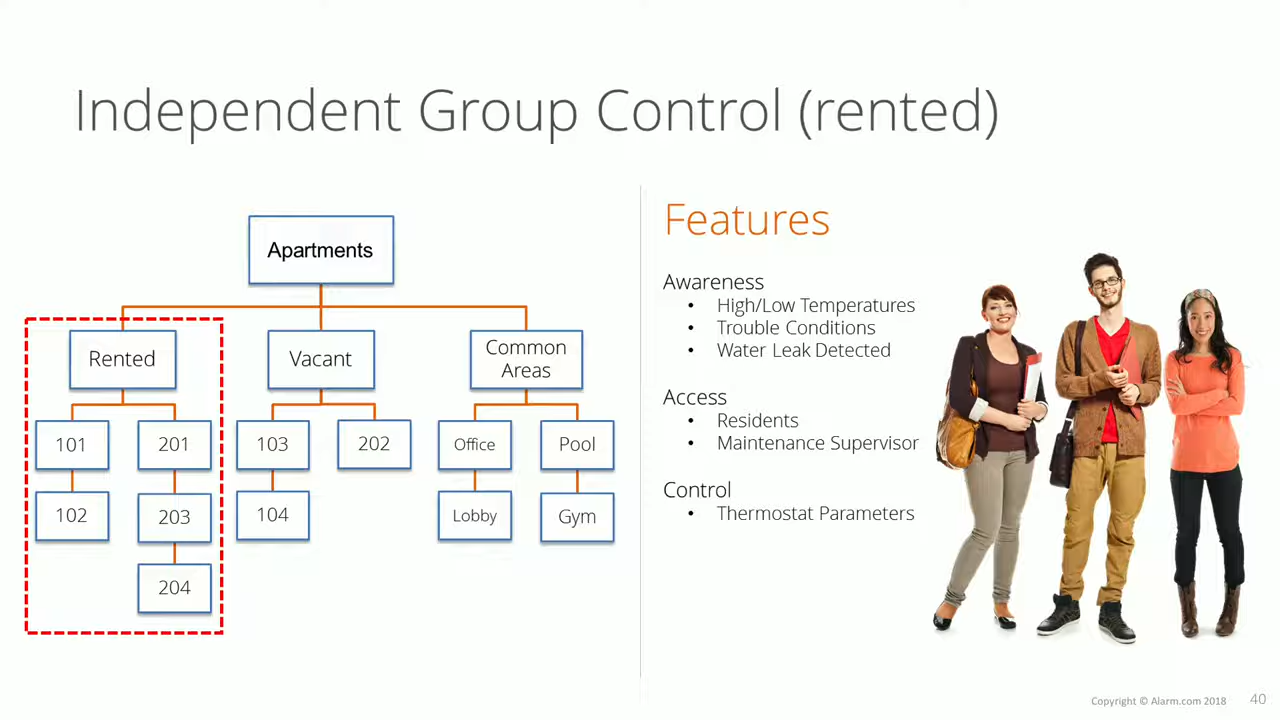 Independent Group Control (rented)
Apartments
Rented
Vacant
Common
Areas
101
201
103
202
Office
Pool
102
203
104
Lobby
Gym
204
Features
Awareness
• High/Low Temperatures
• Trouble Conditions
• Water Leak Detected
Access
• Residents
• Maintenance Supervisor
Control
• Thermostat Parameters
Copyright © Alarm.com 2018
40